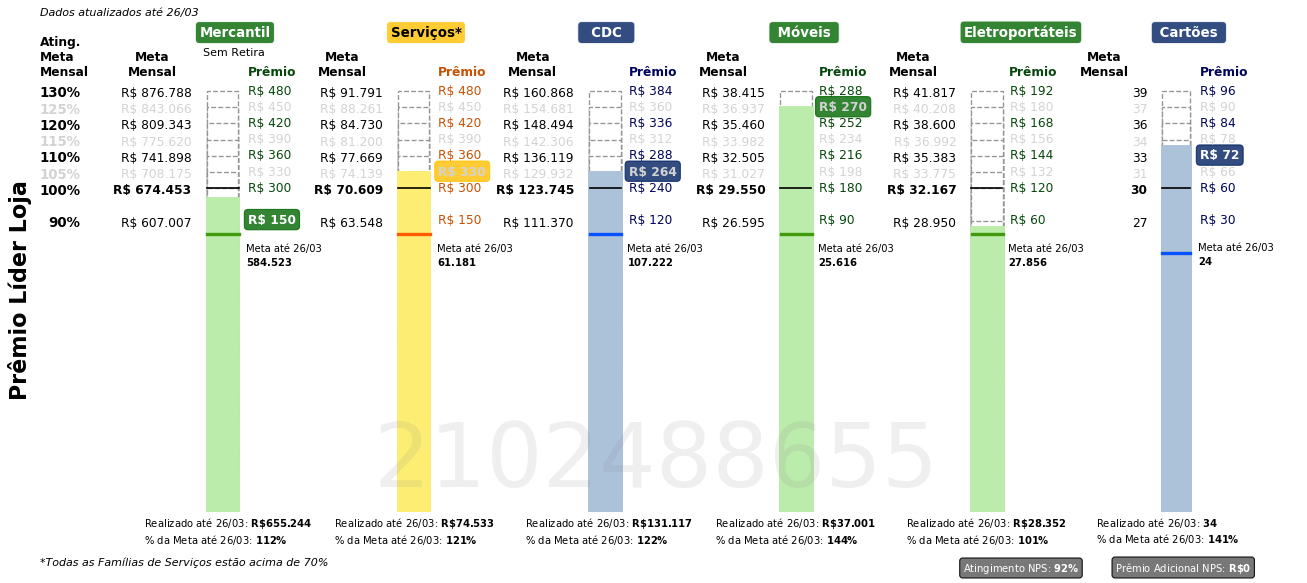 Dados atualizados até 26/03
Mercantil Serviços* CDC Móveis Eletroportáteis Cartões
Sem Retira
Ating. Meta Mensal Meta Mensal Prêmio Meta Mensal Prêmio Meta Mensal Prêmio Meta Mensal Prêmio Meta Mensal Prêmio Meta Mensal Prêmio
130% R$ 876.788 R$ 480 R$ 91.791 R$ 480 R$ 160.868 R$ 384 R$ 38.415 R$ 288 R$ 41.817 R$ 192 39 R$ 96
125% R$ 843.066 R$ 450 R$ 88.261 R$ 450 R$ 154.681 R$ 360 R$ 36.937 R$ 270 R$ 40.208 R$ 180 37 R$ 90
120% R$ 809.343 R$ 420 R$ 84.730 R$ 420 R$ 148.494 R$ 336 R$ 35.460 R$ 252 R$ 38.600 R$ 168 36 R$ 84
115% R$ 775.620 R$ 390 R$ 81.200 R$ 390 R$ 142.306 R$ 312 R$ 33.982 R$ 234 R$ 36.992 R$ 156 34 R$ 78
110% R$ 741.898 R$ 360 R$ 77.669 R$ 360 R$ 136.119 R$ 288 R$ 32.505 R$ 216 R$ 35.383 R$ 144 33 R$ 72
105% R$ 708.175 R$ 330 R$ 74.139 R$ 330 R$ 129.932 R$ 264 R$ 31.027 R$ 198 R$ 33.775 R$ 132 31 R$ 66
100% R$ 674.453 R$ 300 R$ 70.609 R$ 300 R$ 123.745 R$ 240 R$ 29.550 R$ 180 R$ 32.167 R$ 120 30 R$ 60
90% R$ 607.007 R$ 150 R$ 63.548 R$ 150 R$ 111.370 R$ 120 R$ 26.595 R$ 90 R$ 28.950 R$ 60 27 R$ 30
Meta até 26/03 Meta até 26/03 Meta até 26/03 Meta até 26/03 Meta até 26/03 Meta até 26/03
584.523 61.181 107.222 25.616 27.856 24
Prêmio Líder Loja
2102488655
Realizado até 26/03: R$655.244 Realizado até 26/03: R$74.533 Realizado até 26/03: R$131.117 Realizado até 26/03: R$37.001 Realizado até 26/03: R$28.352 Realizado até 26/03: 34
% da Meta até 26/03: 112% % da Meta até 26/03: 121% % da Meta até 26/03: 122% % da Meta até 26/03: 144% % da Meta até 26/03: 101% % da Meta até 26/03: 141%
*Todas as Famílias de Serviços estão acima de 70% Atingimento NPS: 92% Prêmio Adicional NPS: R$0